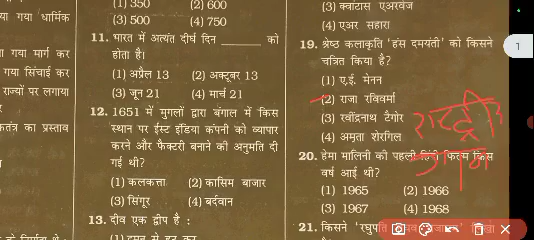 या गया धार्मिक
ा गया मार्ग कर
गया सिंचाई कर
राज्यों पर लगाया
कतंत्र का प्रस्ताव
(1) 350 (2) 600
(3) 500 (4) 750
11. भारत में अत्यंत दीर्घ दिन ________ को
होता है।
(1) अप्रैल 13 (2) अक्टूबर 13
(3) जून 21 (4) मार्च 21
12. 1651 में मुगलों द्वारा बंगाल में किस
स्थान पर ईस्ट इंडिया कंपनी को व्यापार
करने और फैक्टरी बनाने की अनुमति दी
गई थी?
(1) कलकत्ता (2) कासिम बाजार
(3) सिंगूर (4) बर्दवान
13. दीव एक द्वीप है :
(3) क्वांटास एअरवेज
(4) एअर सहारा
19. श्रेष्ठ कलाकृति 'हंस दमयंती' को किसने
चित्रित किया है?
(1) ए.ई. मेनन
(2) राजा रविवर्मा
(3) रवींद्रनाथ टैगोर
(4) अमृता शेरगिल
राष्ट्रीय
गान
20. हेमा मालिनी की पहली हिंदी फिल्म किस
वर्ष आई थी?
(1) 1965 (2) 1966
(3) 1967 (4) 1968
21. किसने 'रघुपति
1